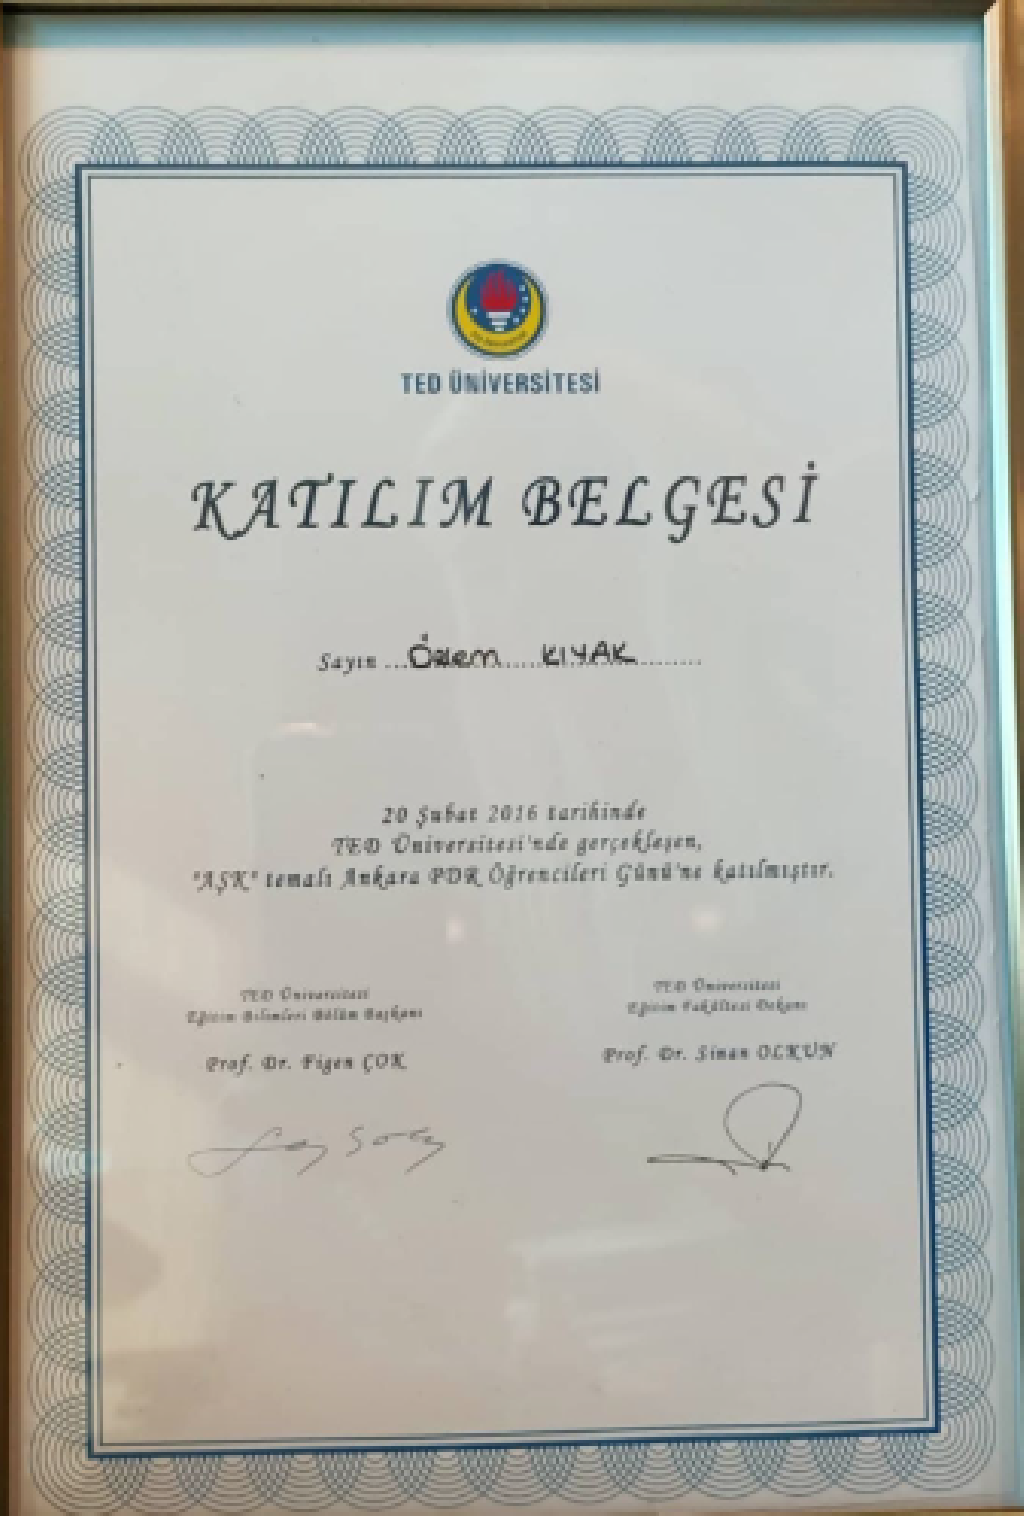 TED ÜNİVERSİTESİ
KATILIM BELGESİ
Sayın ...Özlem.....KIYAK..........
20 Şubat 2016 tarihinde
TED Üniversitesi'nde gerçekleşen,
"AŞK" temalı Ankara PDR Öğrencileri Günü'ne katılmıştır.
TED Üniversitesi
Eğitim Bilimleri Bölüm Başkanı
Prof. Dr. Figen ÇOK
TED Üniversitesi
Eğitim Fakültesi Dekanı
Prof. Dr. Sinan OLKUN